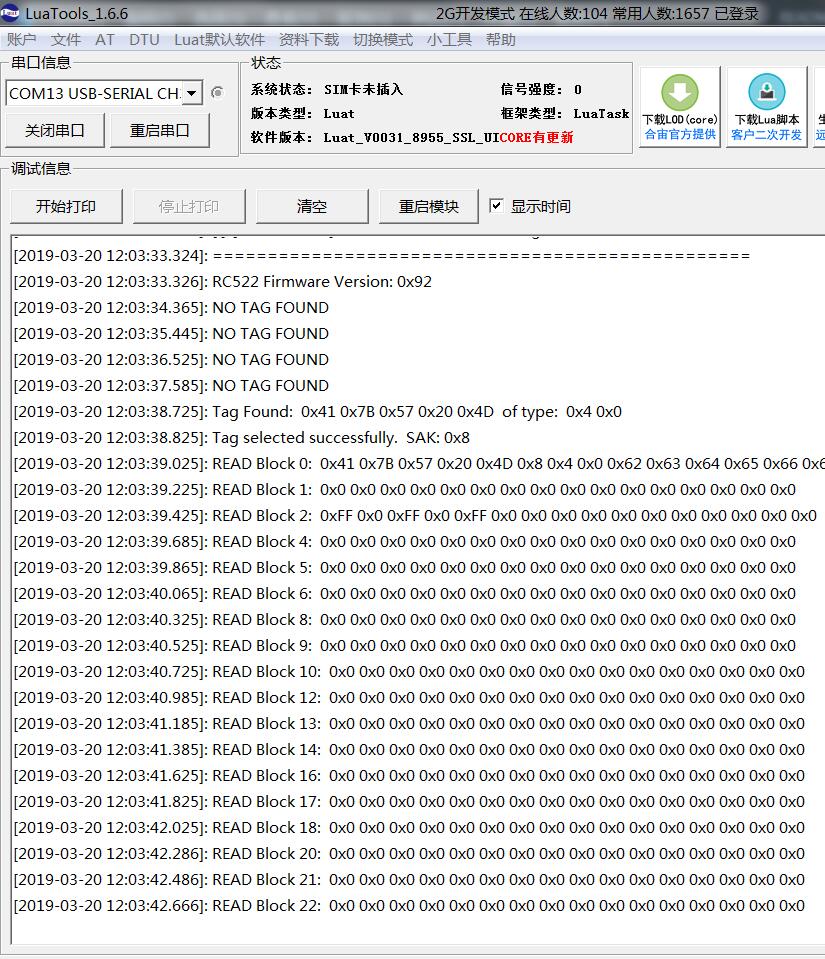 LuaTools_1.6.6
2G开发模式 在线人数:104 常用人数:1657 已登录
账户 文件 AT DTU Luat默认软件 资料下载 切换模式 小工具 帮助
串口信息
COM13 USB-SERIAL CH
关闭串口
重启串口
状态
系统状态: SIM卡未插入
信号强度: 0
版本类型: Luat
框架类型: LuaTask
软件版本: Luat_V0031_8955_SSL_UICORE有更新
下载LOD(core)
合宙官方提供
下载Lua脚本
客户二次开发
调试信息
开始打印
停止打印
清空
重启模块
显示时间
[2019-03-20 12:03:33.324]: =================================================
[2019-03-20 12:03:33.326]: RC522 Firmware Version: 0x92
[2019-03-20 12:03:34.365]: NO TAG FOUND
[2019-03-20 12:03:35.445]: NO TAG FOUND
[2019-03-20 12:03:36.525]: NO TAG FOUND
[2019-03-20 12:03:37.585]: NO TAG FOUND
[2019-03-20 12:03:38.725]: Tag Found: 0x41 0x7B 0x57 0x20 0x4D of type: 0x4 0x0
[2019-03-20 12:03:38.825]: Tag selected successfully. SAK: 0x8
[2019-03-20 12:03:39.025]: READ Block 0: 0x41 0x7B 0x57 0x20 0x4D 0x8 0x4 0x0 0x62 0x63 0x64 0x65 0x66 0x6
[2019-03-20 12:03:39.225]: READ Block 1: 0x0 0x0 0x0 0x0 0x0 0x0 0x0 0x0 0x0 0x0 0x0 0x0 0x0 0x0 0x0 0x0
[2019-03-20 12:03:39.425]: READ Block 2: 0xFF 0x0 0xFF 0x0 0xFF 0x0 0x0 0x0 0x0 0x0 0x0 0x0 0x0 0x0 0x0 0x0
[2019-03-20 12:03:39.685]: READ Block 4: 0x0 0x0 0x0 0x0 0x0 0x0 0x0 0x0 0x0 0x0 0x0 0x0 0x0 0x0 0x0 0x0
[2019-03-20 12:03:39.865]: READ Block 5: 0x0 0x0 0x0 0x0 0x0 0x0 0x0 0x0 0x0 0x0 0x0 0x0 0x0 0x0 0x0 0x0
[2019-03-20 12:03:40.065]: READ Block 6: 0x0 0x0 0x0 0x0 0x0 0x0 0x0 0x0 0x0 0x0 0x0 0x0 0x0 0x0 0x0 0x0
[2019-03-20 12:03:40.325]: READ Block 8: 0x0 0x0 0x0 0x0 0x0 0x0 0x0 0x0 0x0 0x0 0x0 0x0 0x0 0x0 0x0 0x0
[2019-03-20 12:03:40.525]: READ Block 9: 0x0 0x0 0x0 0x0 0x0 0x0 0x0 0x0 0x0 0x0 0x0 0x0 0x0 0x0 0x0 0x0
[2019-03-20 12:03:40.725]: READ Block 10: 0x0 0x0 0x0 0x0 0x0 0x0 0x0 0x0 0x0 0x0 0x0 0x0 0x0 0x0 0x0 0x0
[2019-03-20 12:03:40.985]: READ Block 12: 0x0 0x0 0x0 0x0 0x0 0x0 0x0 0x0 0x0 0x0 0x0 0x0 0x0 0x0 0x0 0x0
[2019-03-20 12:03:41.185]: READ Block 13: 0x0 0x0 0x0 0x0 0x0 0x0 0x0 0x0 0x0 0x0 0x0 0x0 0x0 0x0 0x0 0x0
[2019-03-20 12:03:41.385]: READ Block 14: 0x0 0x0 0x0 0x0 0x0 0x0 0x0 0x0 0x0 0x0 0x0 0x0 0x0 0x0 0x0 0x0
[2019-03-20 12:03:41.625]: READ Block 16: 0x0 0x0 0x0 0x0 0x0 0x0 0x0 0x0 0x0 0x0 0x0 0x0 0x0 0x0 0x0 0x0
[2019-03-20 12:03:41.825]: READ Block 17: 0x0 0x0 0x0 0x0 0x0 0x0 0x0 0x0 0x0 0x0 0x0 0x0 0x0 0x0 0x0 0x0
[2019-03-20 12:03:42.025]: READ Block 18: 0x0 0x0 0x0 0x0 0x0 0x0 0x0 0x0 0x0 0x0 0x0 0x0 0x0 0x0 0x0 0x0
[2019-03-20 12:03:42.286]: READ Block 20: 0x0 0x0 0x0 0x0 0x0 0x0 0x0 0x0 0x0 0x0 0x0 0x0 0x0 0x0 0x0 0x0
[2019-03-20 12:03:42.486]: READ Block 21: 0x0 0x0 0x0 0x0 0x0 0x0 0x0 0x0 0x0 0x0 0x0 0x0 0x0 0x0 0x0 0x0
[2019-03-20 12:03:42.666]: READ Block 22: 0x0 0x0 0x0 0x0 0x0 0x0 0x0 0x0 0x0 0x0 0x0 0x0 0x0 0x0 0x0 0x0